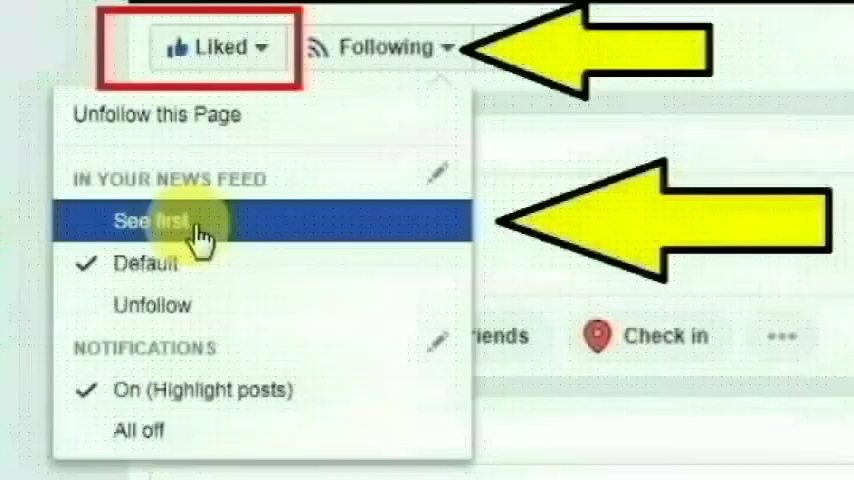 Liked Following
Unfollow this Page
IN YOUR NEWS FEED
See first
Default
Unfollow
riends Check in
NOTIFICATIONS
On (Highlight posts)
All off